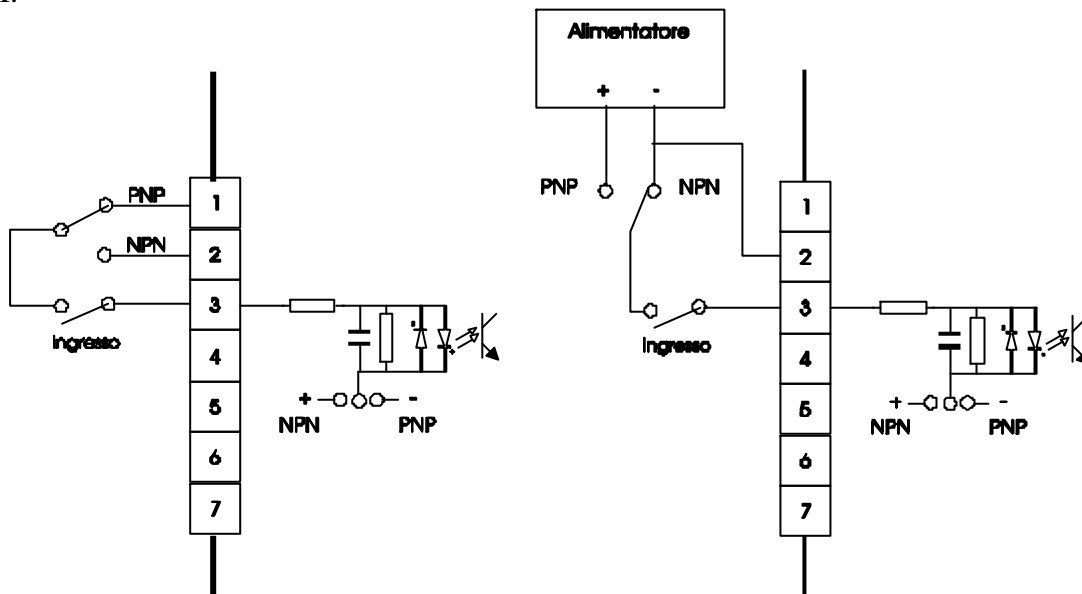 PNP
NPN
Ingresso
1
2
3
4
5
6
7
+
-
NPN
PNP
Alimentatore
+
-
PNP
NPN
Ingresso
1
2
3
4
5
6
7
+
-
NPN
PNP